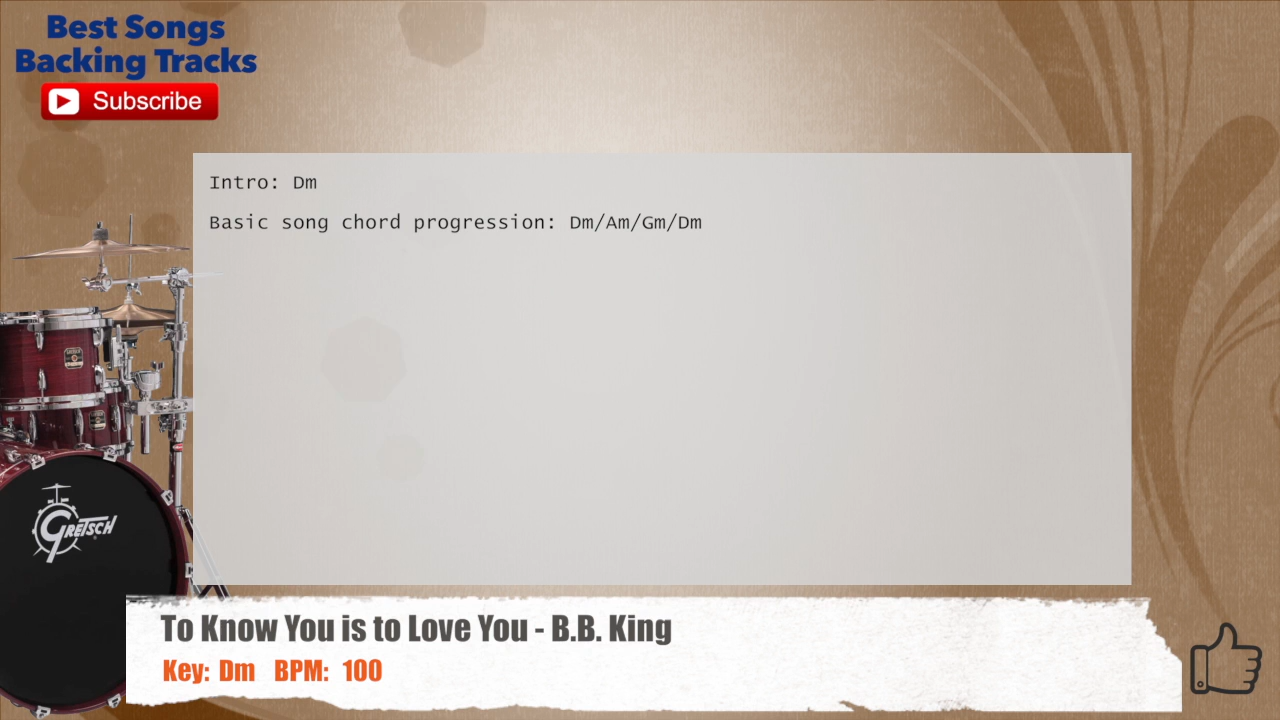 Best Songs
Backing Tracks
Subscribe
Intro: Dm
Basic song chord progression: Dm/Am/Gm/Dm
GRETSCH
To Know You is to Love You - B.B. King
Key: Dm BPM: 100